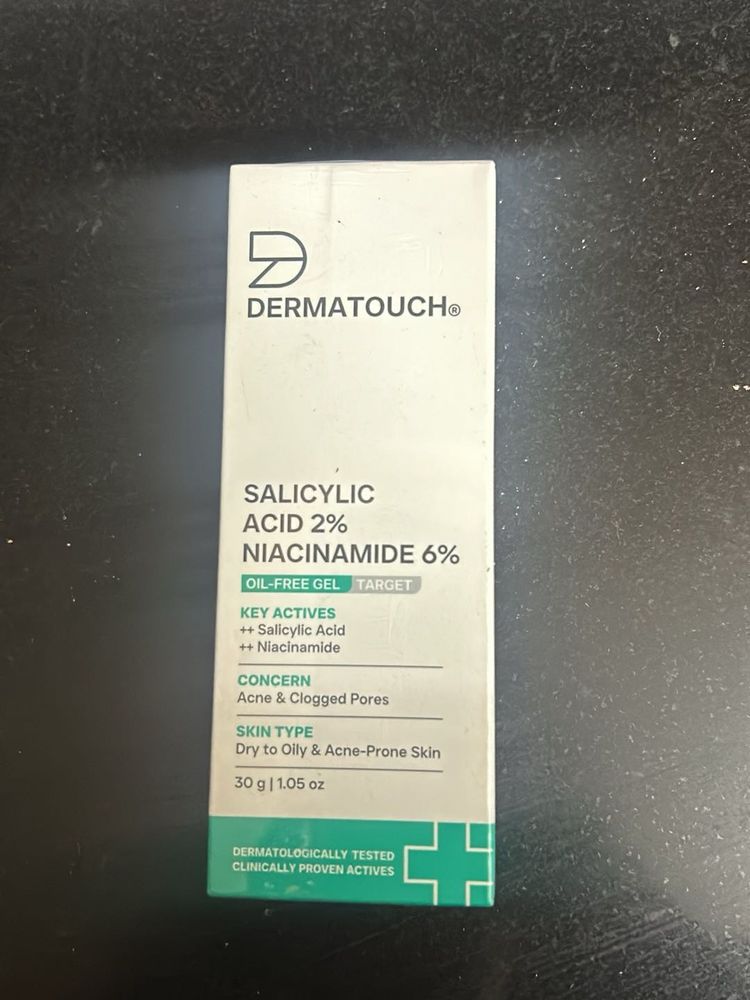 DERMATOUCH®
SALICYLIC
ACID 2%
NIACINAMIDE 6%
OIL-FREE GEL TARGET
KEY ACTIVES
++ Salicylic Acid
++ Niacinamide
CONCERN
Acne & Clogged Pores
SKIN TYPE
Dry to Oily & Acne-Prone Skin
30 g | 1.05 oz
DERMATOLOGICALLY TESTED
CLINICALLY PROVEN ACTIVES